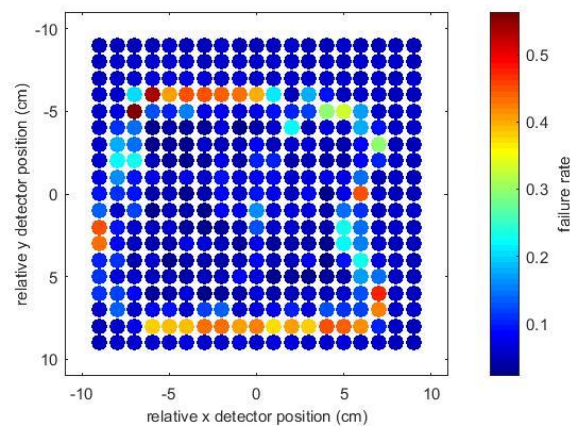 -10
-5
0
5
10
relative y detector position (cm)
-10 -5 0 5 10
relative x detector position (cm)
0.5
0.4
0.3
0.2
0.1
failure rate